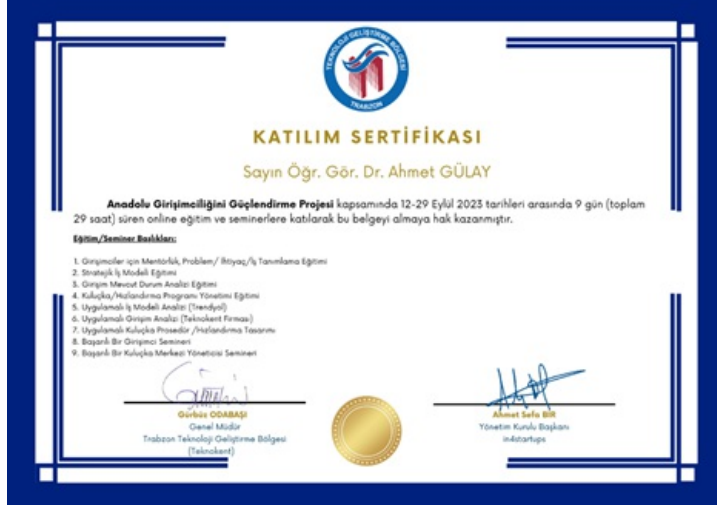 TEKNOLOJİ GELİŞTİRME BÖLGESİ
TRABZON
KATILIM SERTİFİKASI
Sayın Öğr. Gör. Dr. Ahmet GÜLAY
Anadolu Girişimciliğini Güçlendirme Projesi kapsamında 12-29 Eylül 2023 tarihleri arasında 9 gün (toplam
29 saat) süren online eğitim ve seminerlere katılarak bu belgeyi almaya hak kazanmıştır.
Eğitim/Seminer Başlıkları:
1. Girişimciler için Mentörlük, Problem/ İhtiyaç/İş Tanımlama Eğitimi
2. Stratejik İş Modeli Eğitimi
3. Girişim Mevcut Durum Analizi Eğitimi
4. Kuluçka/Hızlandırma Programı Yönetimi Eğitimi
5. Uygulamalı İş Modeli Analizi (Trendyol)
6. Uygulamalı Girişim Analizi (Teknokent Firması)
7. Uygulamalı Kuluçka Prosedür /Hızlandırma Tasarımı
8. Başarılı Bir Girişimci Semineri
9. Başarılı Bir Kuluçka Merkezi Yöneticisi Semineri
Gürbüs ODABAŞI
Genel Müdür
Trabzon Teknoloji Geliştirme Bölgesi
(Teknokent)
Ahmet Sefa BİR
Yönetim Kurulu Başkanı
in4startups